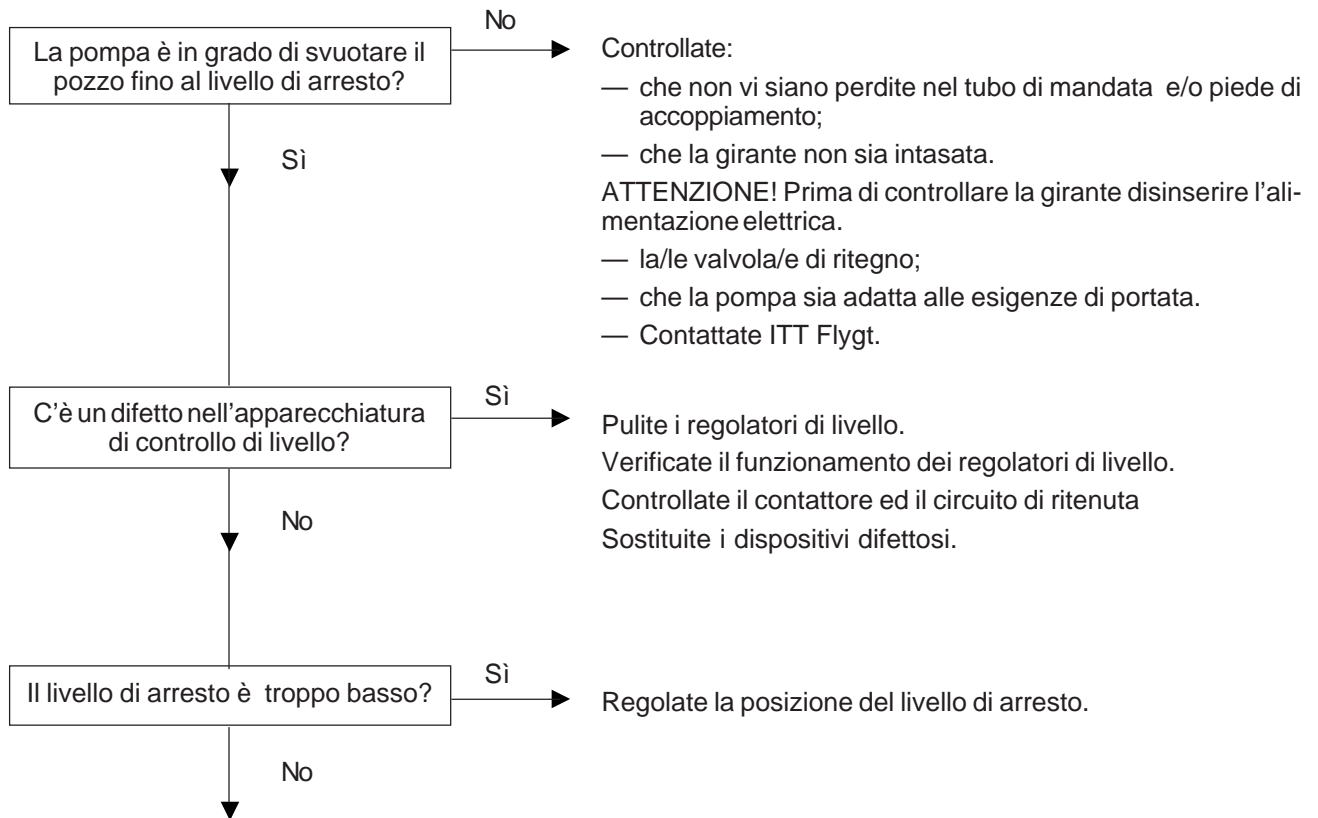 No
La pompa è in grado di svuotare il
pozzo fino al livello di arresto?
Controllate:
— che non vi siano perdite nel tubo di mandata e/o piede di
accoppiamento;
— che la girante non sia intasata.
ATTENZIONE! Prima di controllare la girante disinserire l'ali-
mentazione elettrica.
— la/le valvola/e di ritegno;
— che la pompa sia adatta alle esigenze di portata.
— Contattate ITT Flygt.
Sì
C'è un difetto nell'apparecchiatura
di controllo di livello?
Sì
Pulite i regolatori di livello.
Verificate il funzionamento dei regolatori di livello.
Controllate il contattore ed il circuito di ritenuta
Sostituite i dispositivi difettosi.
No
Il livello di arresto è troppo basso?
Sì
Regolate la posizione del livello di arresto.
No